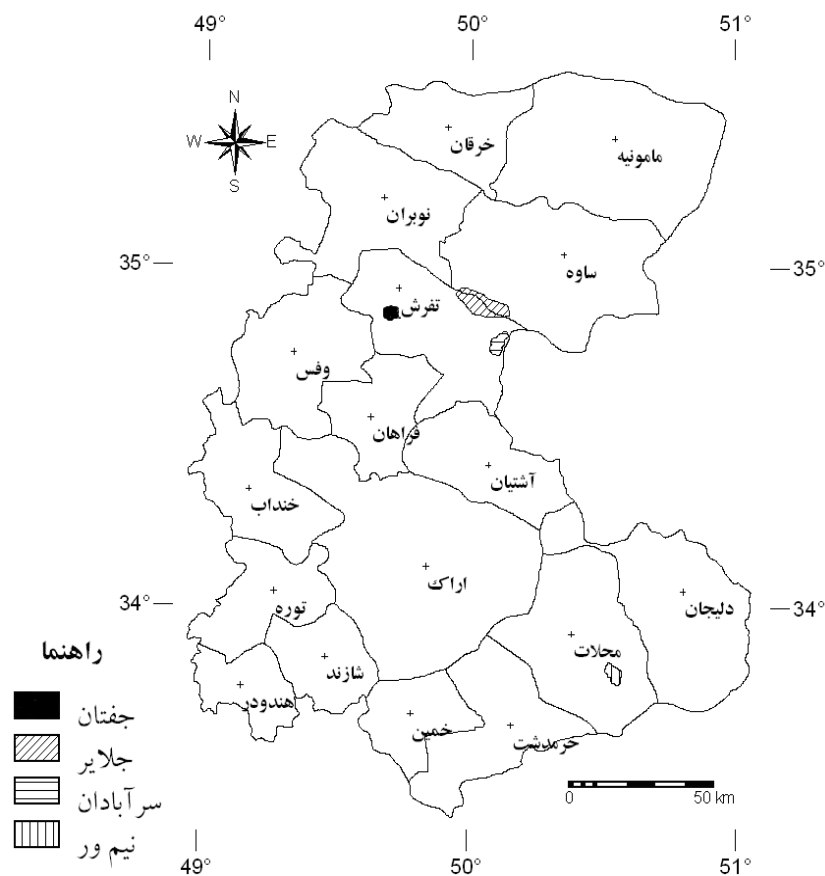 49° 50° 51°
N
W E
S
خرقان
مامونیه
نوبران
ساوه
35° 35°
تفرش
وفس
فراهان
آشتیان
خنداب
اراک
توره
دلیجان
34° 34°
محلات
شازند
هندودر
خمین
خرمدشت
راهنما
جفتان
جلایر
سرآبادان
نیم ور
0 50 km
49° 50° 51°